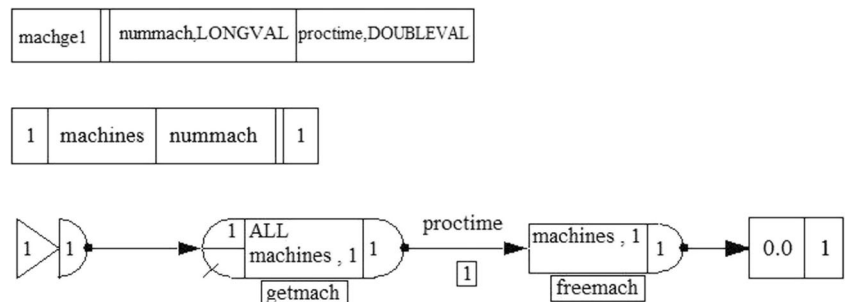 machge1 nummach,LONGVAL proctime,DOUBLEVAL
1 machines nummach 1
1 1 1 ALL machines , 1 1 proctime machines , 1 1 0.0 1
getmach 1 freemach